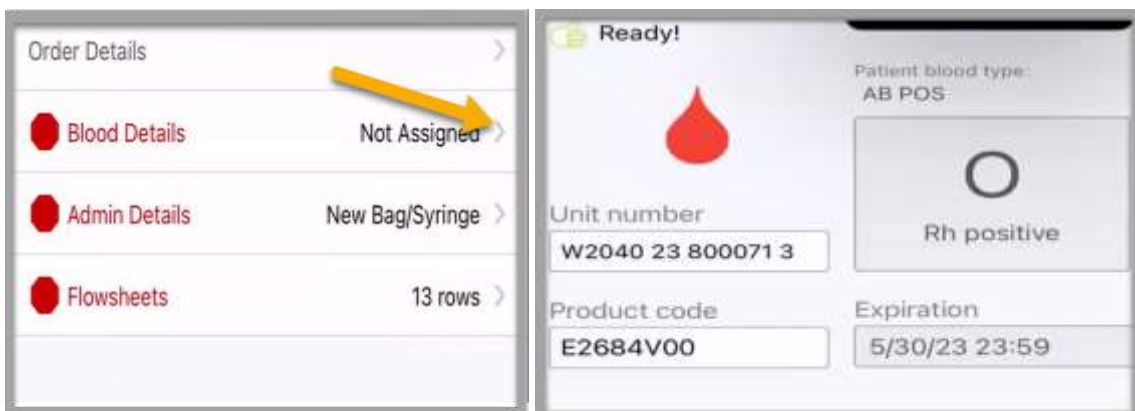 Order Details
Blood Details Not Assigned
Admin Details New Bag/Syringe
Flowsheets 13 rows
Ready!
Patient blood type:
AB POS
O
Rh positive
Unit number
W2040 23 800071 3
Product code
E2684V00
Expiration
5/30/23 23:59